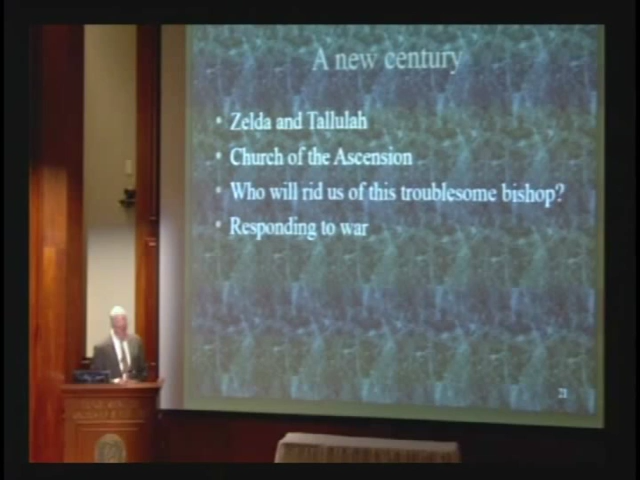 A new century
• Zelda and Tallulah
• Church of the Ascension
• Who will rid us of this troublesome bishop?
• Responding to war
21